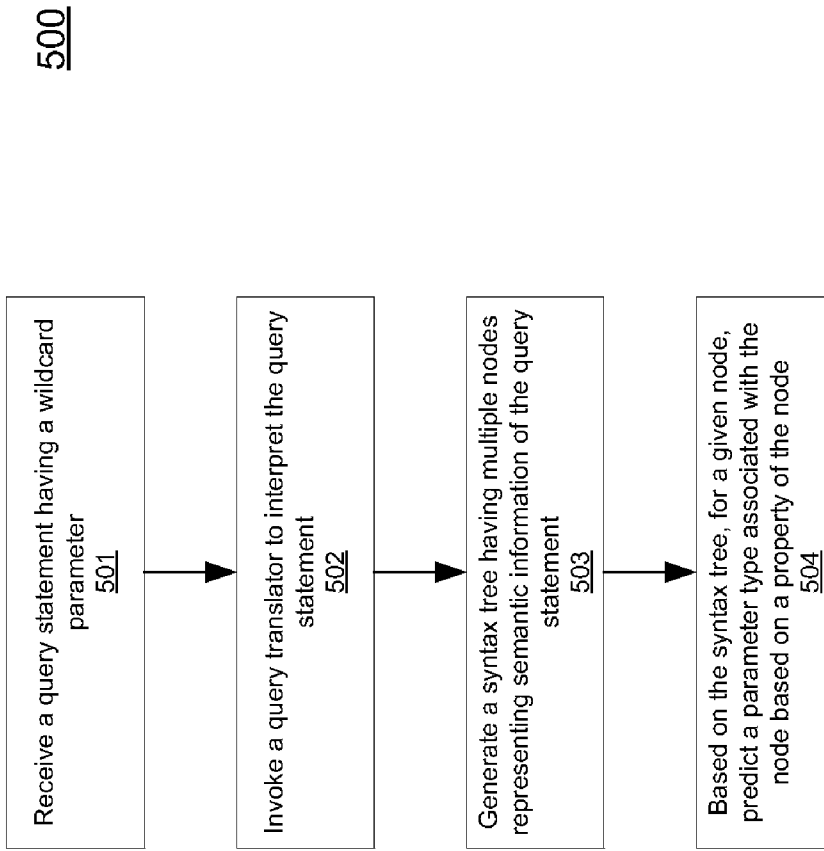 500
Receive a query statement having a wildcard
parameter
501
Invoke a query translator to interpret the query
statement
502
Generate a syntax tree having multiple nodes
representing semantic information of the query
statement
503
Based on the syntax tree, for a given node,
predict a parameter type associated with the
node based on a property of the node
504